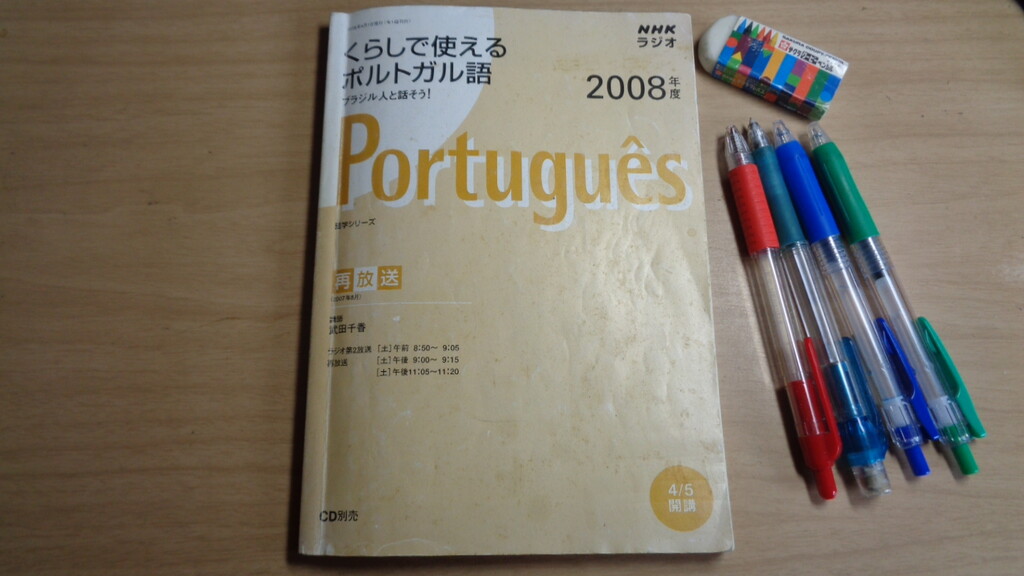 NHK
ラジオ
くらしで使える
ポルトガル語
ブラジル人と話そう!
2008年度
Português
語学シリーズ
再放送
武田千香
ラジオ第2放送 [土]午前 8:50~ 9:05
再放送 [土]午後 9:00~ 9:15
[土]午後11:05~11:20
4/5
開講
CD別売